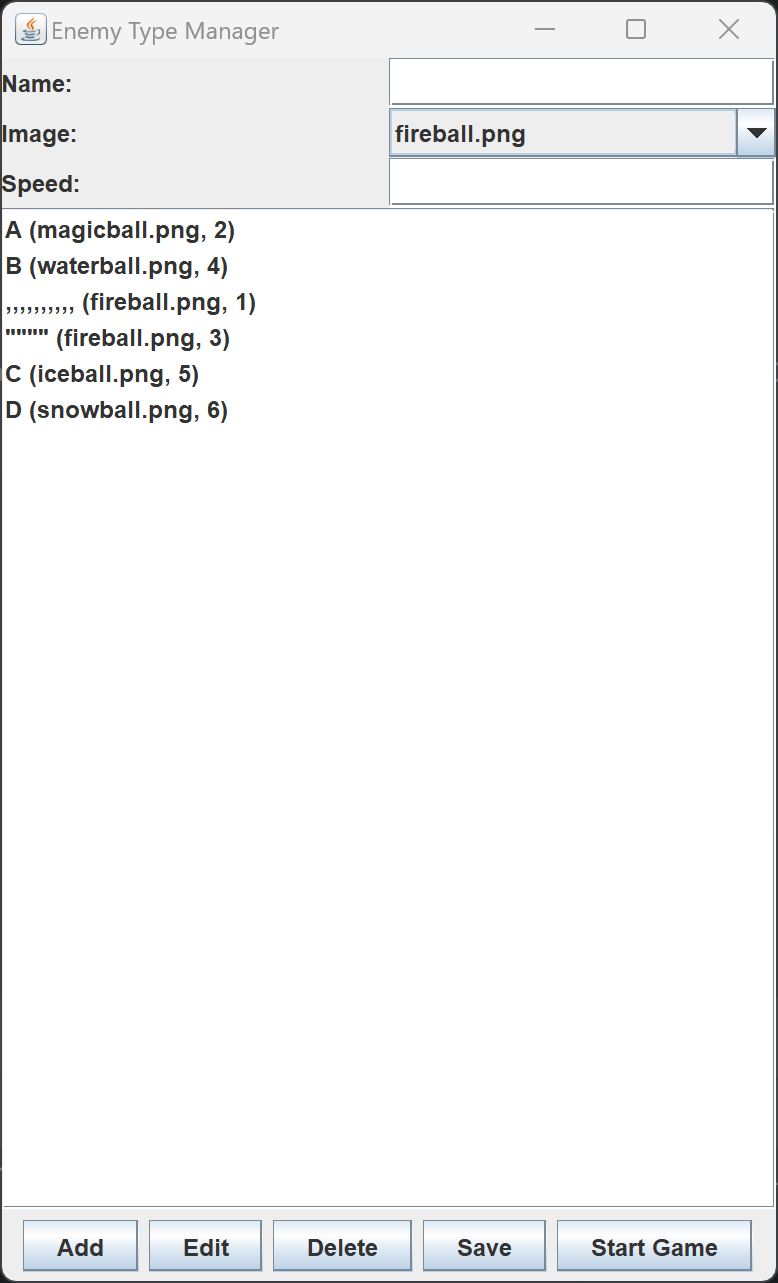 Enemy Type Manager
Name:
Image: fireball.png
Speed:
A (magicball.png, 2)
B (waterball.png, 4)
,,,,,,,,,, (fireball.png, 1)
"""" (fireball.png, 3)
C (iceball.png, 5)
D (snowball.png, 6)
Add Edit Delete Save Start Game